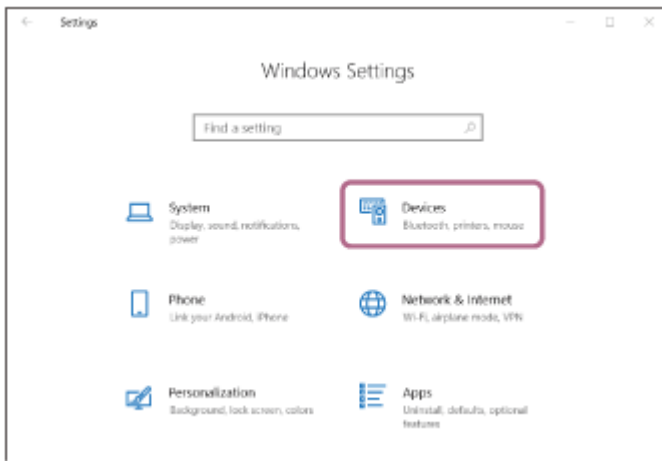 Settings
Windows Settings
Find a setting
System
Display, sound, notifications,
power
Devices
Bluetooth, printers, mouse
Phone
Link your Android, iPhone
Network & Internet
Wi-Fi, airplane mode, VPN
Personalization
Background, lock screen, colors
Apps
Uninstall, defaults, optional
features